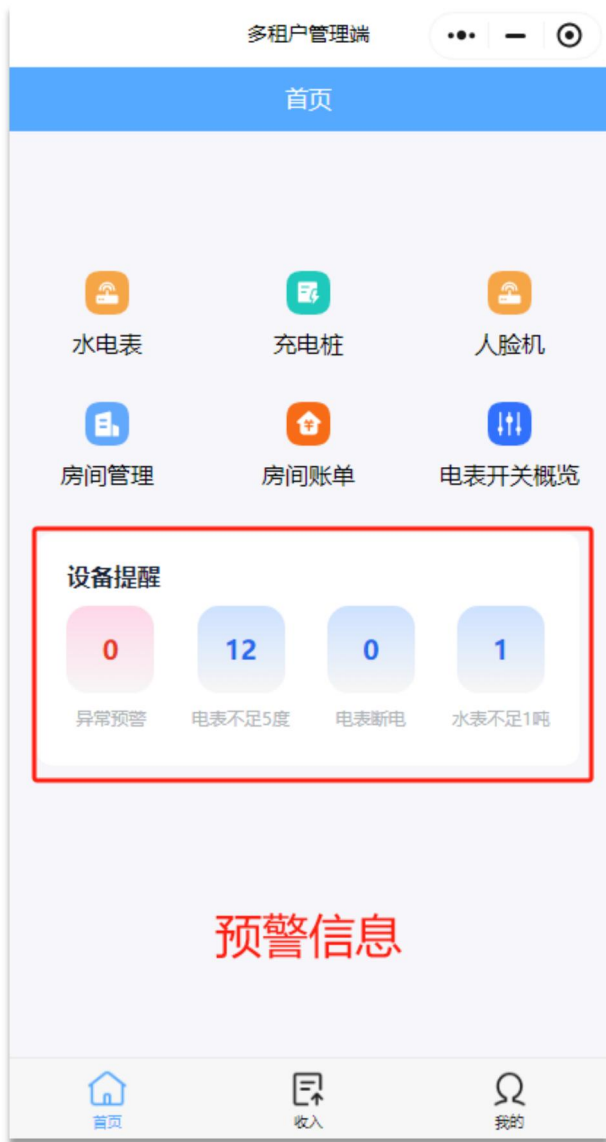 多租户管理端
首页
水电表
充电桩
人脸机
房间管理
房间账单
电表开关概览
设备提醒
0
12
0
1
异常预警
电表不足5度
电表断电
水表不足1吨
预警信息
首页
收入
我的